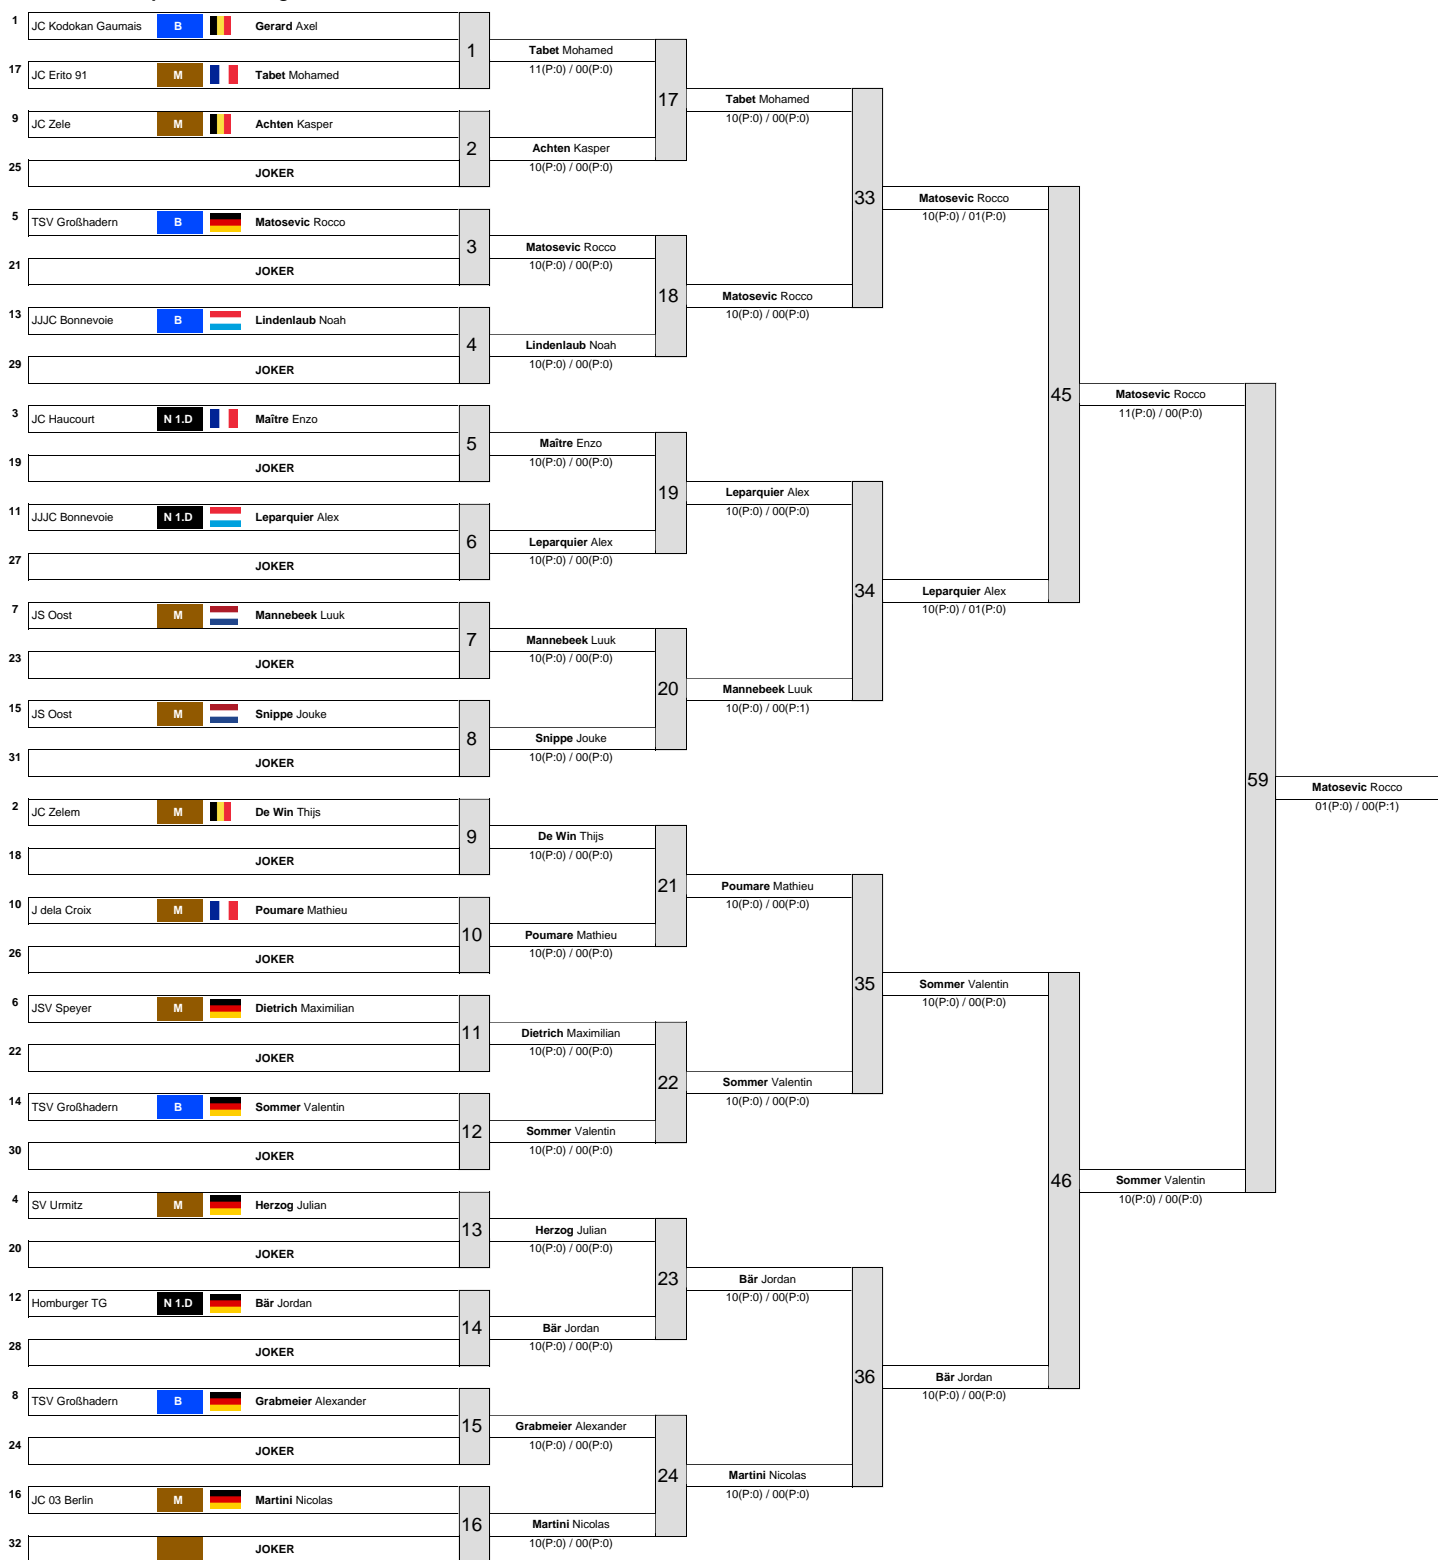 1 JC Kodokan Gaumais B Gerard Axel
1 Tabet Mohamed
11(P:0) / 00(P:0)
17 JC Erito 91 M Tabet Mohamed
17 Tabet Mohamed
10(P:0) / 00(P:0)
9 JC Zele M Achten Kasper
2 Achten Kasper
10(P:0) / 00(P:0)
25 JOKER
33 Matosevic Rocco
10(P:0) / 01(P:0)
5 TSV Großhadern B Matosevic Rocco
3 Matosevic Rocco
10(P:0) / 00(P:0)
21 JOKER
18 Matosevic Rocco
10(P:0) / 00(P:0)
13 JJJC Bonnevoie B Lindenlaub Noah
4 Lindenlaub Noah
10(P:0) / 00(P:0)
29 JOKER
45 Matosevic Rocco
11(P:0) / 00(P:0)
3 JC Haucourt N 1.D Maître Enzo
5 Maître Enzo
10(P:0) / 00(P:0)
19 JOKER
19 Leparquier Alex
10(P:0) / 00(P:0)
11 JJJC Bonnevoie N 1.D Leparquier Alex
6 Leparquier Alex
10(P:0) / 00(P:0)
27 JOKER
34 Leparquier Alex
10(P:0) / 01(P:0)
7 JS Oost M Mannebeek Luuk
7 Mannebeek Luuk
10(P:0) / 00(P:0)
23 JOKER
20 Mannebeek Luuk
10(P:0) / 00(P:1)
15 JS Oost M Snippe Jouke
8 Snippe Jouke
10(P:0) / 00(P:0)
31 JOKER
59 Matosevic Rocco
01(P:0) / 00(P:1)
2 JC Zelem M De Win Thijs
9 De Win Thijs
10(P:0) / 00(P:0)
18 JOKER
21 Poumare Mathieu
10(P:0) / 00(P:0)
10 J dela Croix M Poumare Mathieu
10 Poumare Mathieu
10(P:0) / 00(P:0)
26 JOKER
35 Sommer Valentin
10(P:0) / 00(P:0)
6 JSV Speyer M Dietrich Maximilian
11 Dietrich Maximilian
10(P:0) / 00(P:0)
22 JOKER
22 Sommer Valentin
10(P:0) / 00(P:0)
14 TSV Großhadern B Sommer Valentin
12 Sommer Valentin
10(P:0) / 00(P:0)
30 JOKER
46 Sommer Valentin
10(P:0) / 00(P:0)
4 SV Urmitz M Herzog Julian
13 Herzog Julian
10(P:0) / 00(P:0)
20 JOKER
23 Bär Jordan
10(P:0) / 00(P:0)
12 Homburger TG N 1.D Bär Jordan
14 Bär Jordan
10(P:0) / 00(P:0)
28 JOKER
36 Bär Jordan
10(P:0) / 00(P:0)
8 TSV Großhadern B Grabmeier Alexander
15 Grabmeier Alexander
10(P:0) / 00(P:0)
24 JOKER
24 Martini Nicolas
10(P:0) / 00(P:0)
16 JC 03 Berlin M Martini Nicolas
16 Martini Nicolas
10(P:0) / 00(P:0)
32 JOKER